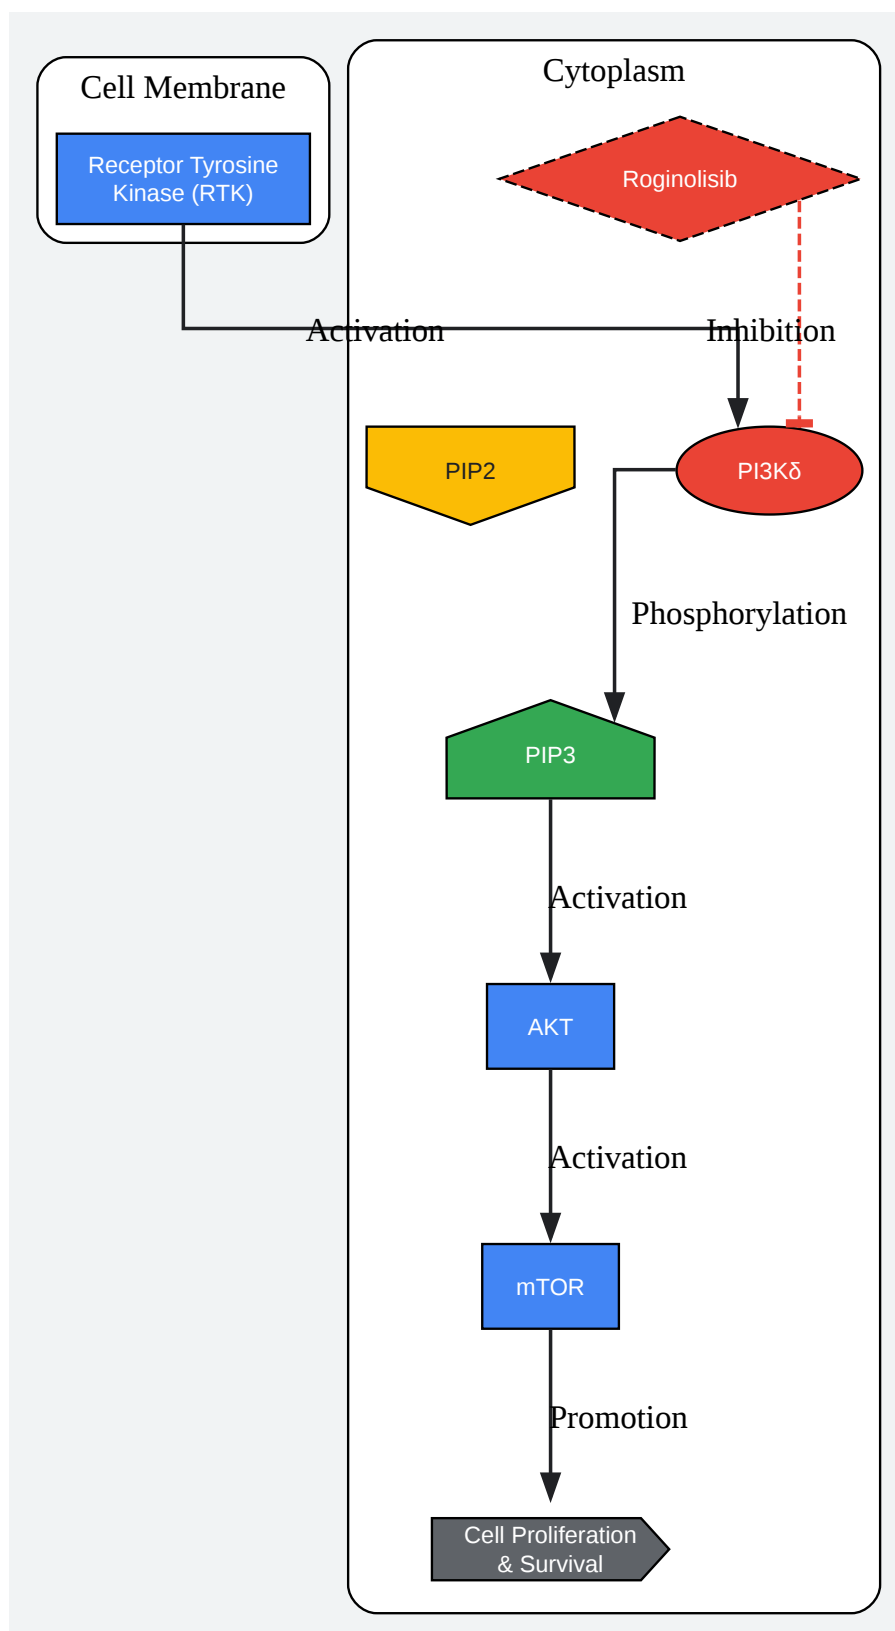 Cell Membrane
Receptor Tyrosine
Kinase (RTK)
Cytoplasm
Roginolisib
Activation
Inhibition
PIP2
PI3Kδ
Phosphorylation
PIP3
Activation
AKT
Activation
mTOR
Promotion
Cell Proliferation
& Survival